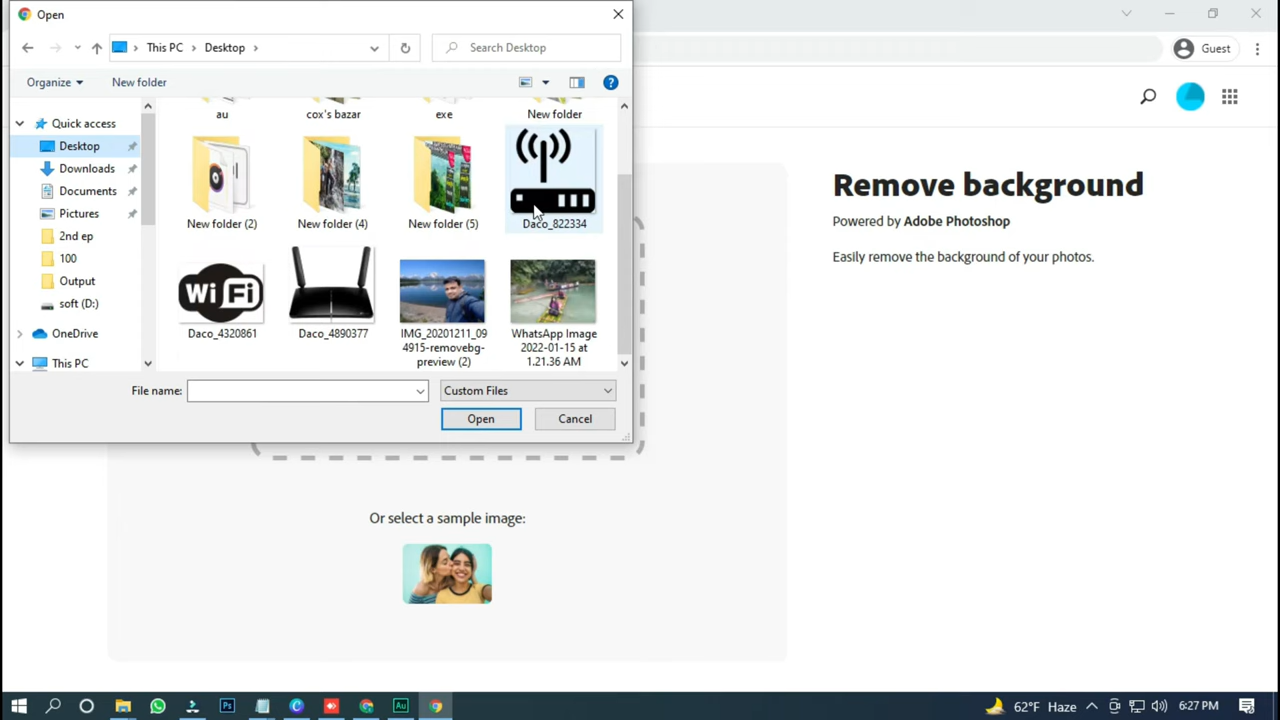 Open
This PC
Desktop
Search Desktop
Guest
Organize
New folder
Quick access
Desktop
Downloads
Documents
Pictures
2nd ep
100
Output
soft (D:)
OneDrive
This PC
au
cox's bazar
exe
New folder
New folder (2)
New folder (4)
New folder (5)
Daco_822334
Wi Fi
Daco_4320861
Daco_4890377
IMG_20201211_09
4915-removebg-
preview (2)
WhatsApp Image
2022-01-15 at
1.21.36 AM
File name:
Custom Files
Open
Cancel
Remove background
Powered by Adobe Photoshop
Easily remove the background of your photos.
Or select a sample image:
Ps
Au
62°F Haze
6:27 PM